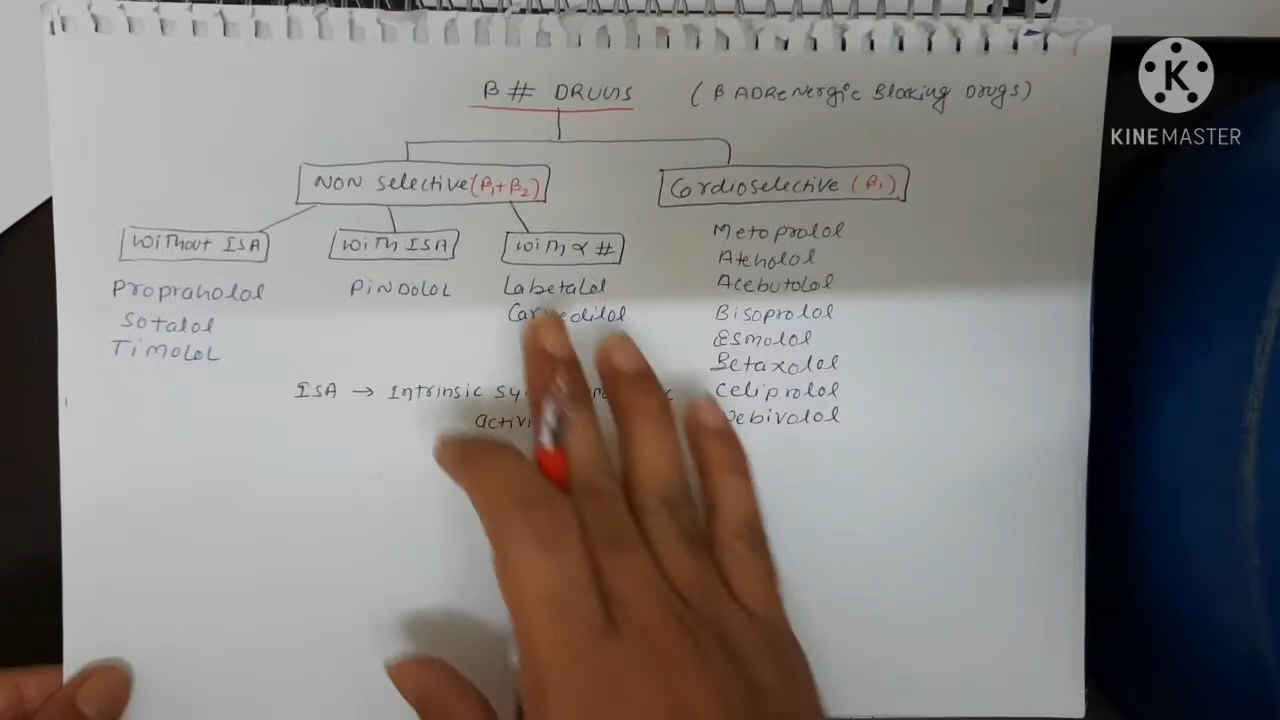 β # DRUGS (β ADRENERgic Blocking Drugs)
NON Selective (β1+β2)
Cardioselective (β1)
Without ISA
With ISA
With α #
Propranolol
Sotalol
Timolol
PiNDOLOL
Labetalol
Metoprolol
Atenolol
Acebutolol
Bisoprolol
Esmolol
Betaxolol
Celiprolol
ISA → Intrinsic
K
KINEMASTER